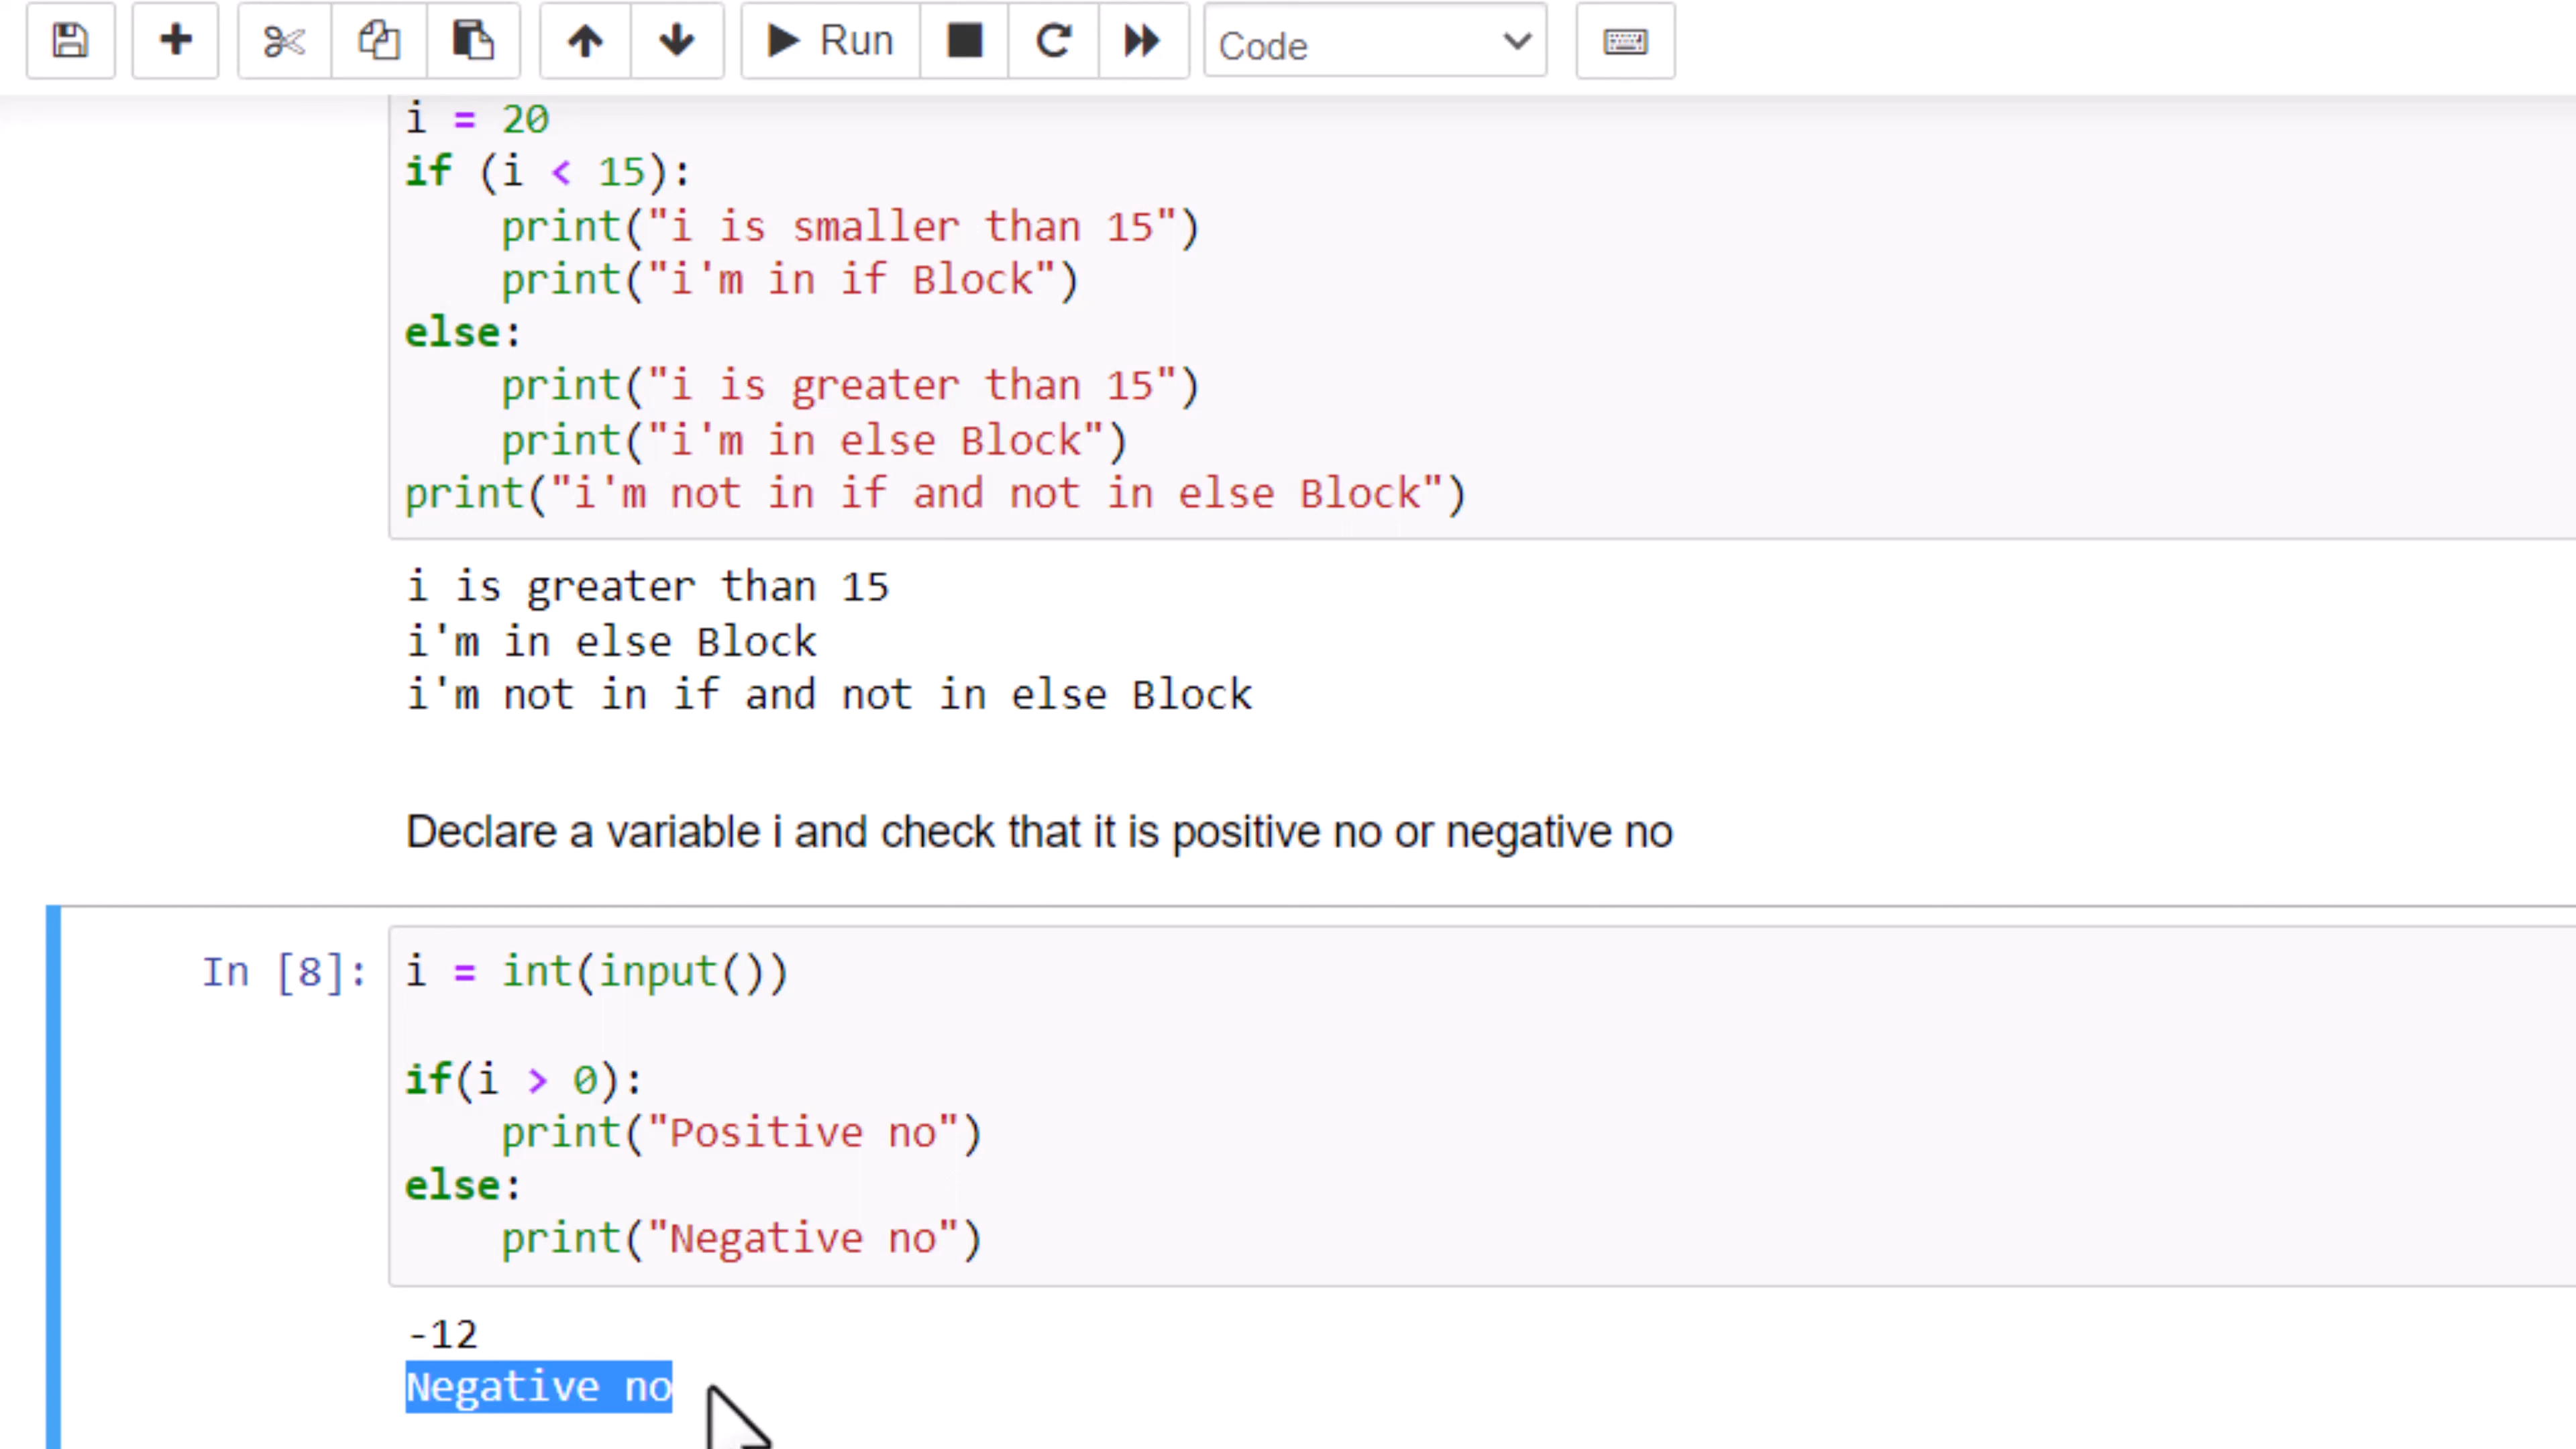 Run
Code
i = 20
if (i < 15):
    print("i is smaller than 15")
    print("i'm in if Block")
else:
    print("i is greater than 15")
    print("i'm in else Block")
print("i'm not in if and not in else Block")
i is greater than 15
i'm in else Block
i'm not in if and not in else Block
Declare a variable i and check that it is positive no or negative no
In [8]: i = int(input())
if(i > 0):
    print("Positive no")
else:
    print("Negative no")
-12
Negative no